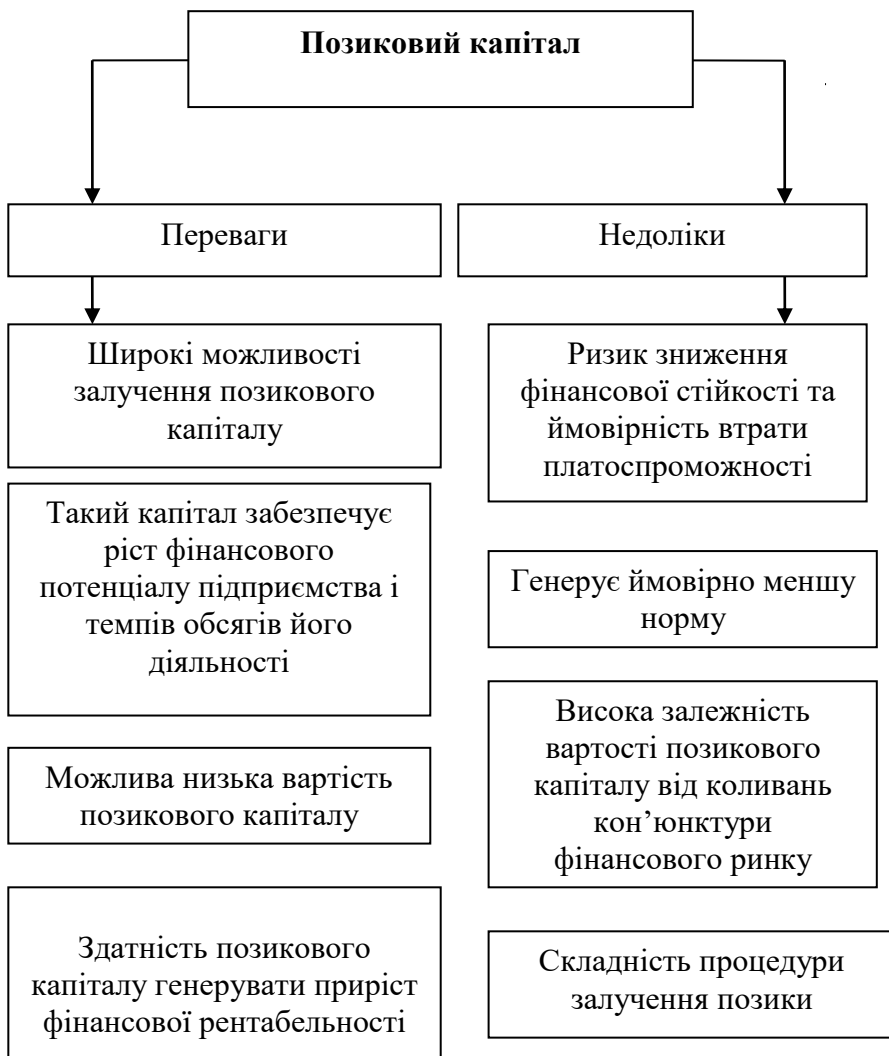 Позиковий капітал
Переваги
Недоліки
Широкі можливості
залучення позикового
капіталу
Такий капітал забезпечує
ріст фінансового
потенціалу підприємства і
темпів обсягів його
діяльності
Можлива низька вартість
позикового капіталу
Здатність позикового
капіталу генерувати приріст
фінансової рентабельності
Ризик зниження
фінансової стійкості та
ймовірність втрати
платоспроможності
Генерує ймовірно меншу
норму
Висока залежність
вартості позикового
капіталу від коливань
кон’юнктури
фінансового ринку
Складність процедури
залучення позики